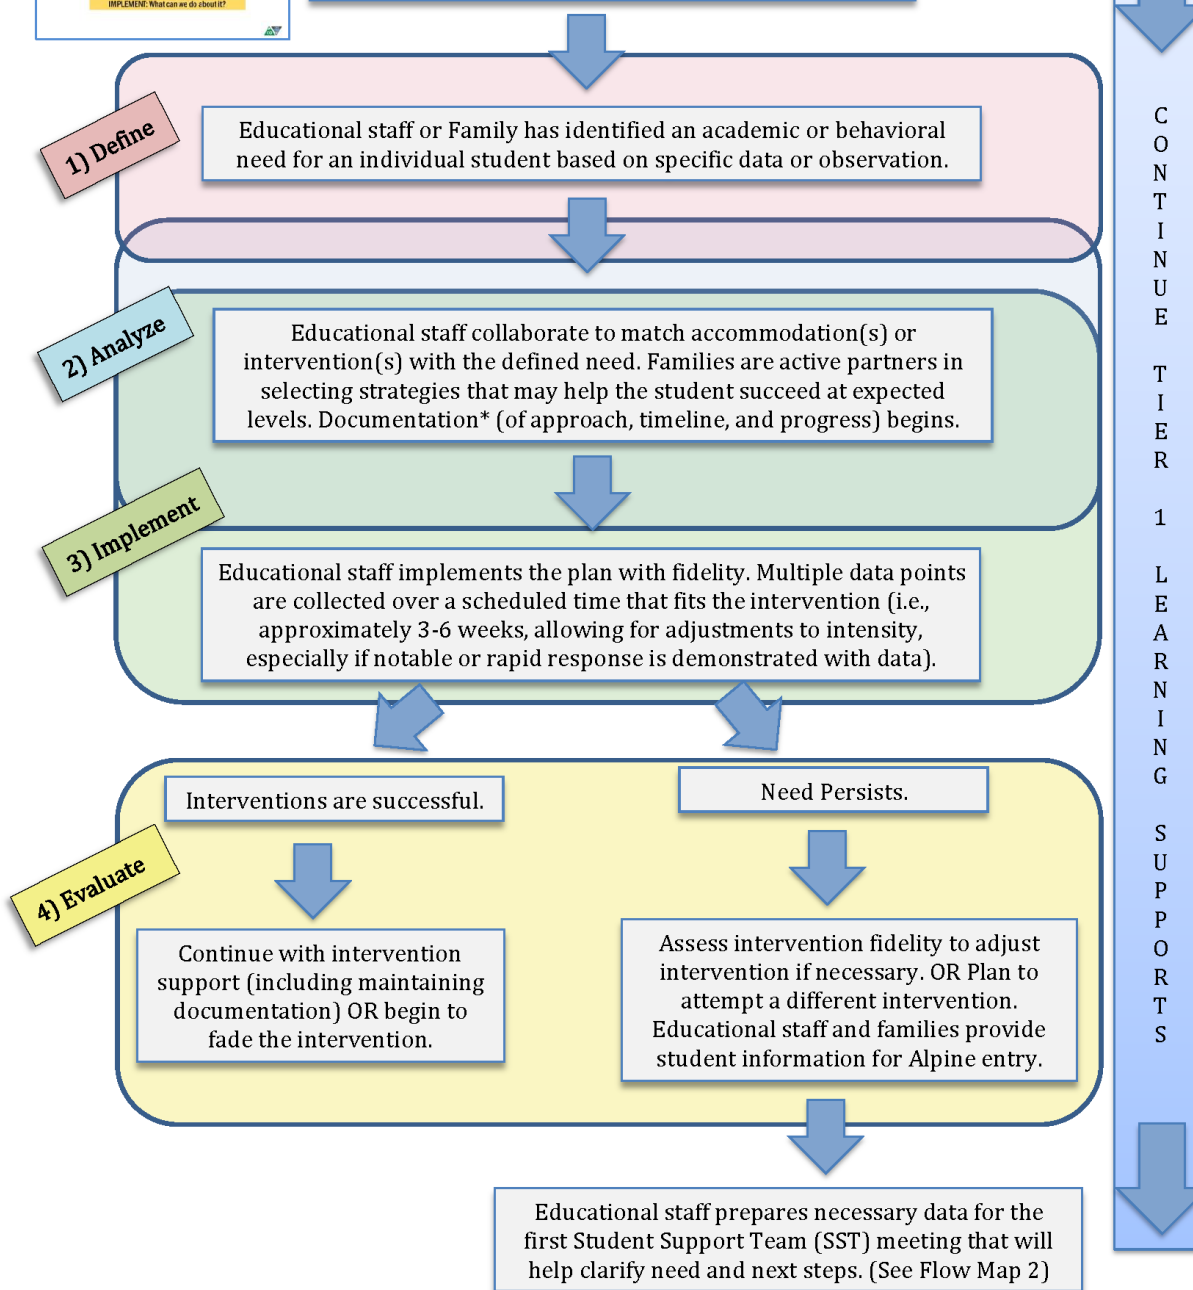 IMPLEMENT: What can we do about it?
1) Define
Educational staff or Family has identified an academic or behavioral
need for an individual student based on specific data or observation.
2) Analyze
Educational staff collaborate to match accommodation(s) or
intervention(s) with the defined need. Families are active partners in
selecting strategies that may help the student succeed at expected
levels. Documentation* (of approach, timeline, and progress) begins.
3) Implement
Educational staff implements the plan with fidelity. Multiple data points
are collected over a scheduled time that fits the intervention (i.e.,
approximately 3-6 weeks, allowing for adjustments to intensity,
especially if notable or rapid response is demonstrated with data).
4) Evaluate
Interventions are successful.
Continue with intervention
support (including maintaining
documentation) OR begin to
fade the intervention.
Need Persists.
Assess intervention fidelity to adjust
intervention if necessary. OR Plan to
attempt a different intervention.
Educational staff and families provide
student information for Alpine entry.
Educational staff prepares necessary data for the
first Student Support Team (SST) meeting that will
help clarify need and next steps. (See Flow Map 2)
CONTINUE TIER 1 LEARNING SUPPORTS